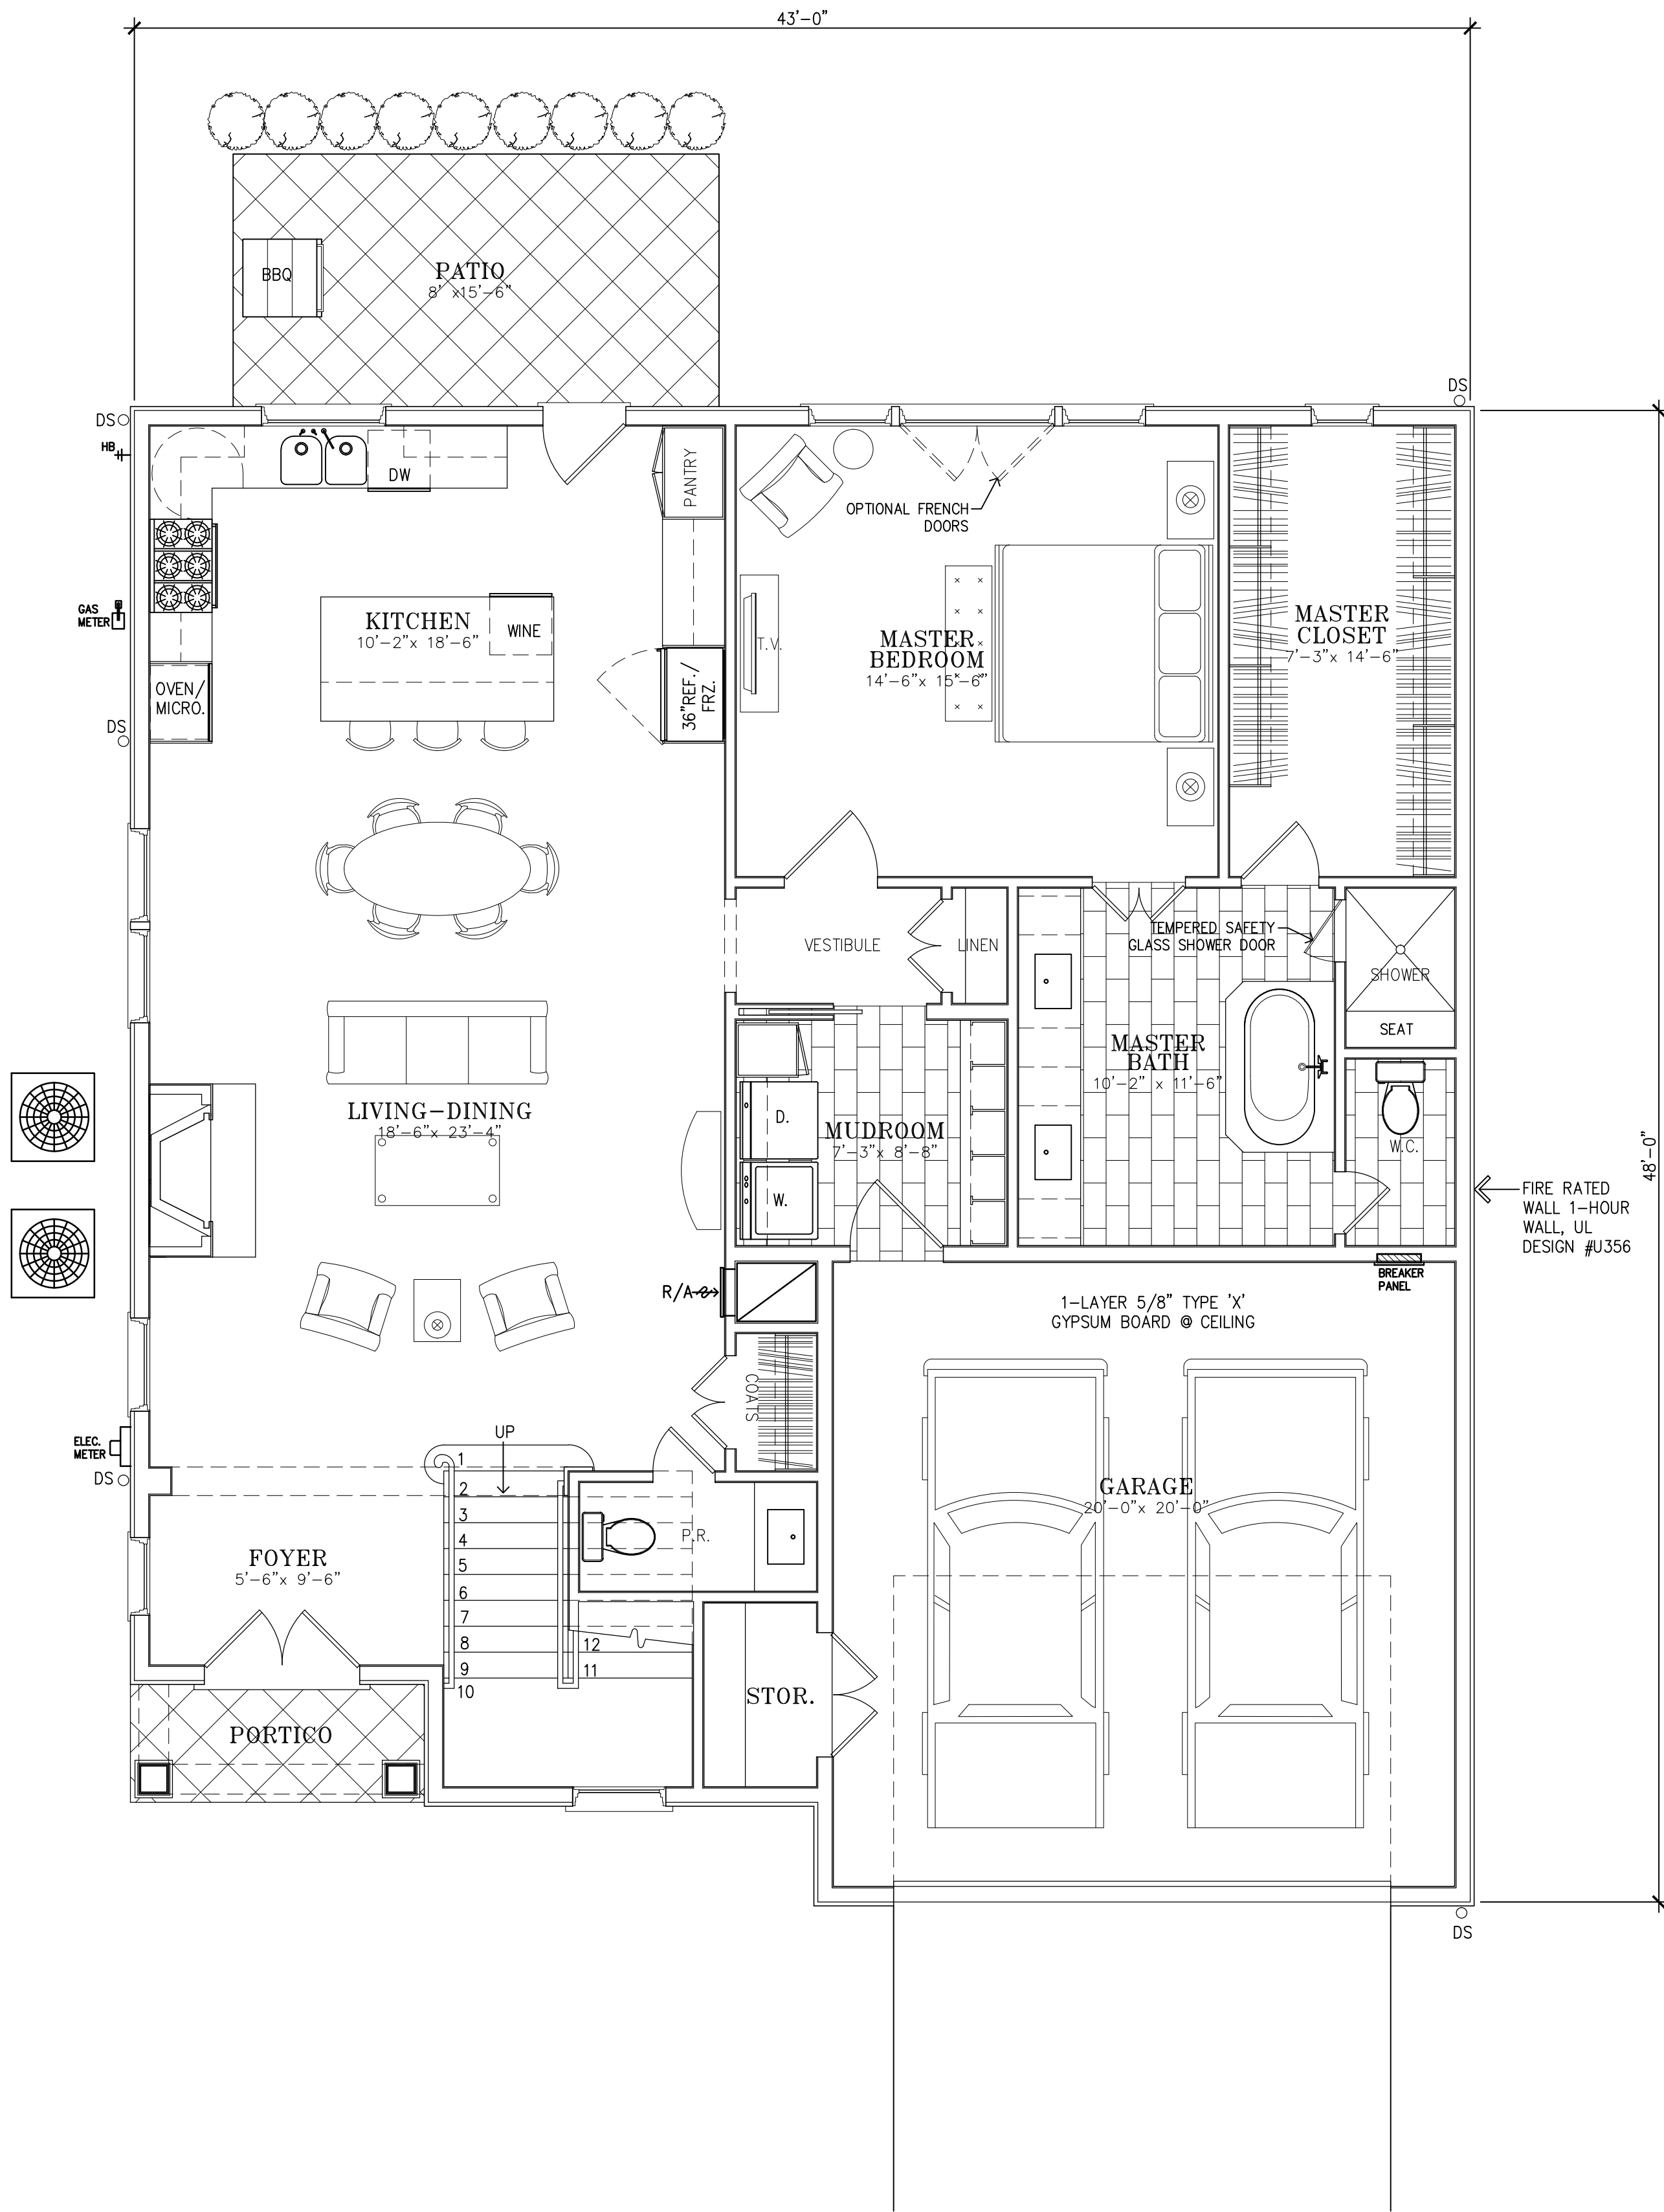 43'-0"
BBQ
PATIO
8' x15'-6"
DS
DS
HB
DW
PANTRY
OPTIONAL FRENCH
DOORS
GAS
METER
KITCHEN
10'-2"x 18'-6"
WINE
T.V.
MASTER
BEDROOM
14'-6"x 15'-6"
MASTER
CLOSET
7'-3"x 14'-6"
OVEN/
MICRO.
36"REF./
FRZ.
DS
VESTIBULE
LINEN
TEMPERED SAFETY
GLASS SHOWER DOOR
SHOWER
SEAT
MASTER
BATH
10'-2" x 11'-6"
LIVING-DINING
18'-6"x 23'-4"
D.
MUDROOM
7'-3"x 8'-8"
W.
W.C.
48'-0"
FIRE RATED
WALL 1-HOUR
WALL, UL
DESIGN #U356
BREAKER
PANEL
R/A
1-LAYER 5/8" TYPE 'X'
GYPSUM BOARD @ CEILING
COATS
UP
ELEC.
METER
DS
1
2
3
4
5
6
7
8
9
10
12
11
P.R.
GARAGE
20'-0"x 20'-0"
FOYER
5'-6"x 9'-6"
STOR.
PORTICO
DS